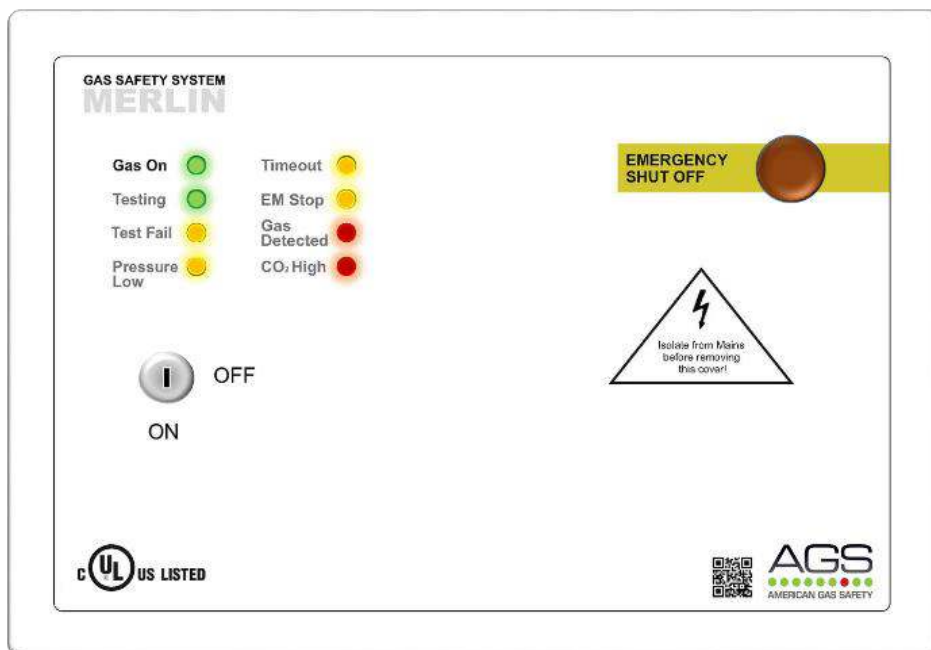 GAS SAFETY SYSTEM
MERLIN
Gas On
Testing
Test Fail
Pressure
Low
Timeout
EM Stop
Gas
Detected
CO₂ High
OFF
ON
EMERGENCY
SHUT OFF
Isolate from Mains
before removing
this cover!
C UL US LISTED
AGS
AMERICAN GAS SAFETY